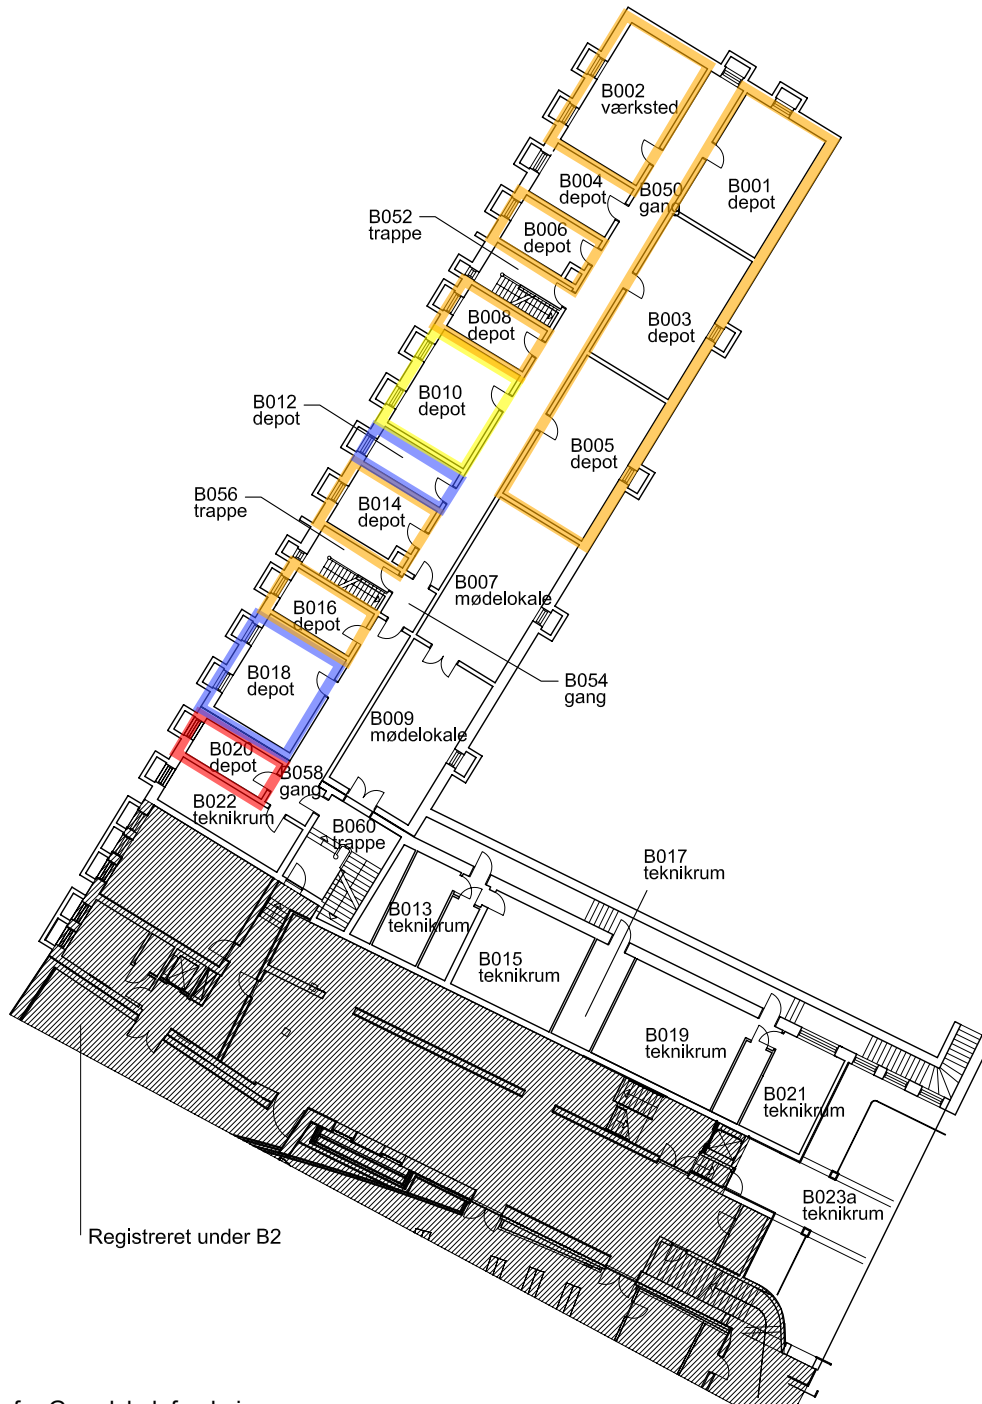 B002
værksted
B004
depot
B050
gang
B001
depot
B052
trappe
B006
depot
B008
depot
B003
depot
B010
depot
B012
depot
B005
depot
B014
depot
B056
trappe
B007
mødelokale
B016
depot
B054
gang
B018
depot
B009
mødelokale
B020
depot
B058
gang
B022
teknikrum
B060
trappe
B017
teknikrum
B013
teknikrum
B015
teknikrum
B019
teknikrum
B021
teknikrum
B023a
teknikrum
Registreret under B2